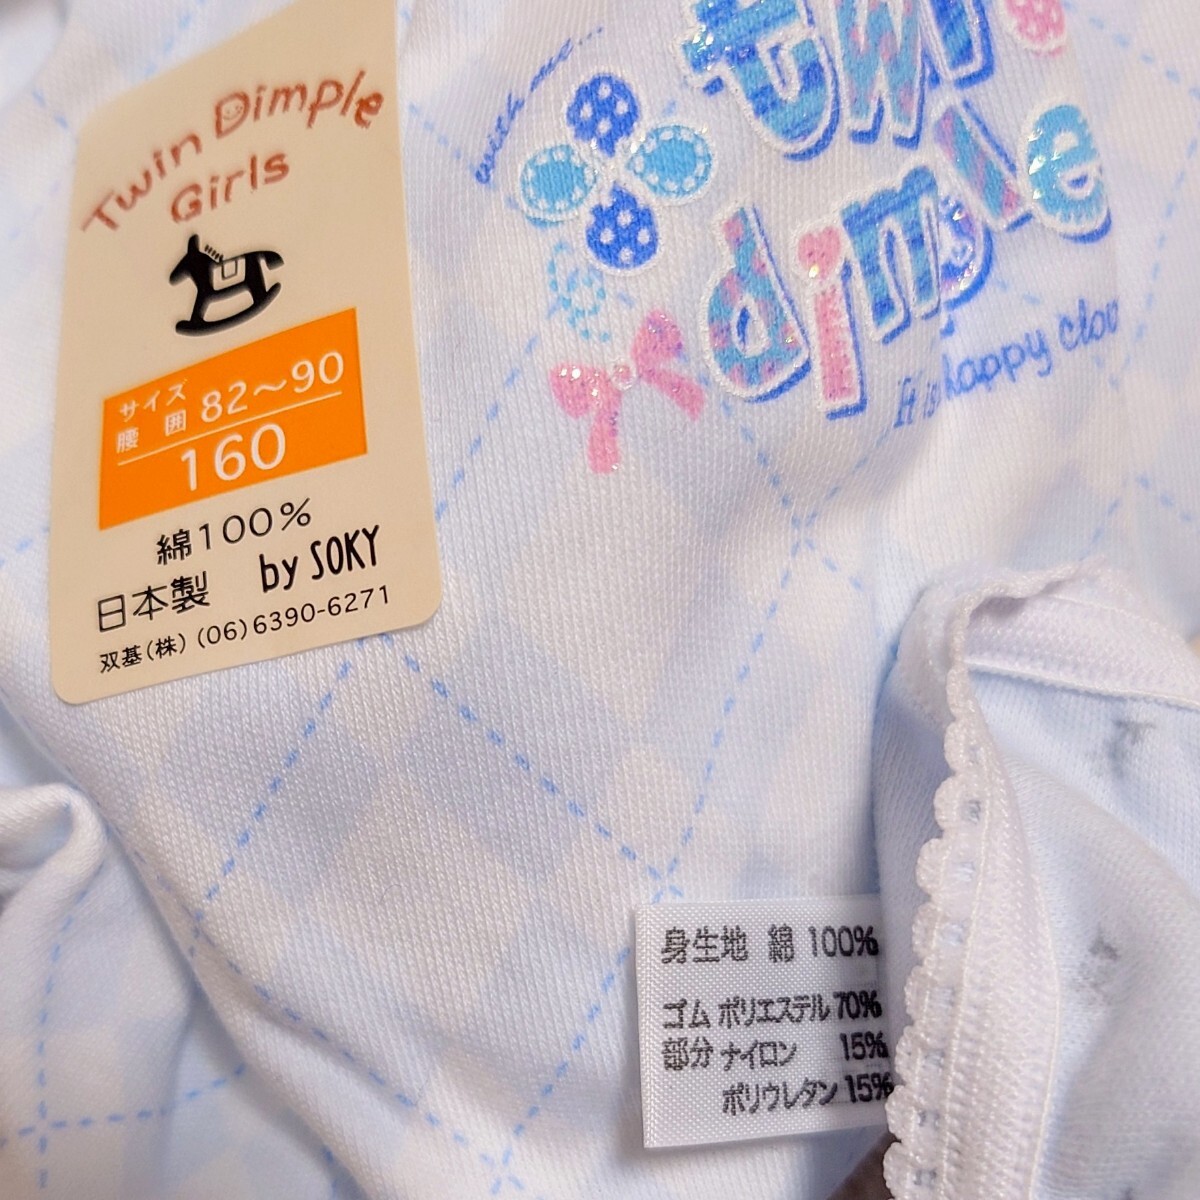 Twin Dimple
Girls
サイズ
腰囲 82〜90
160
綿100%
日本製 by SOKY
双基(株) (06)6390-6271
with me...
dimple
It is happy
身生地 綿 100%
ゴム ポリエステル 70%
部分 ナイロン 15%
ポリウレタン 15%